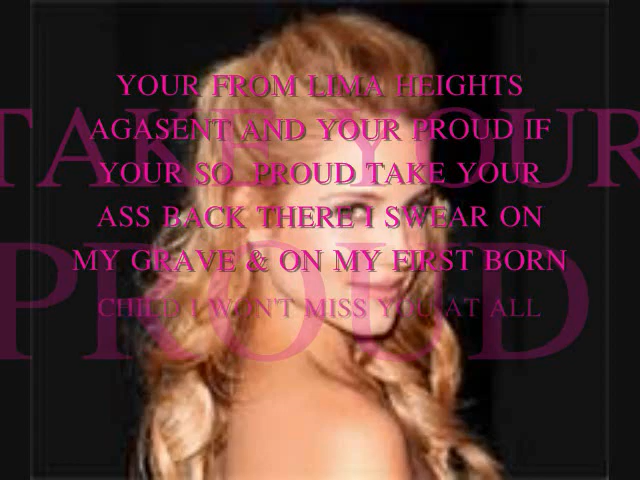 YOUR FROM LIMA HEIGHTS
AGASENT AND YOUR PROUD IF
YOUR SO PROUD TAKE YOUR
ASS BACK THERE I SWEAR ON
MY GRAVE & ON MY FIRST BORN
CHILD I WON'T MISS YOU AT ALL
TAKE YOUR
PROUD